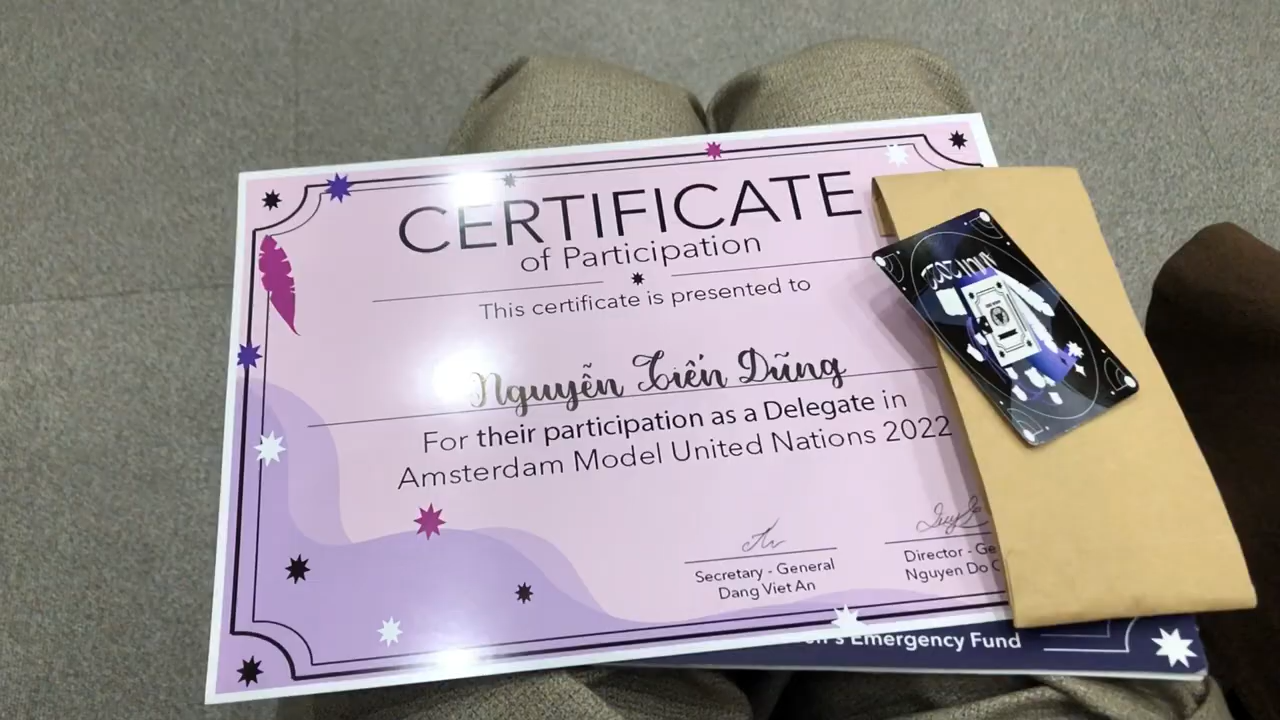 CERTIFICATE
of Participation
This certificate is presented to
Nguyễn Tiến Dũng
For their participation as a Delegate in
Amsterdam Model United Nations 2022
Secretary - General
Dang Viet An
Director - Ge
Nguyen Do C
's Emergency Fund